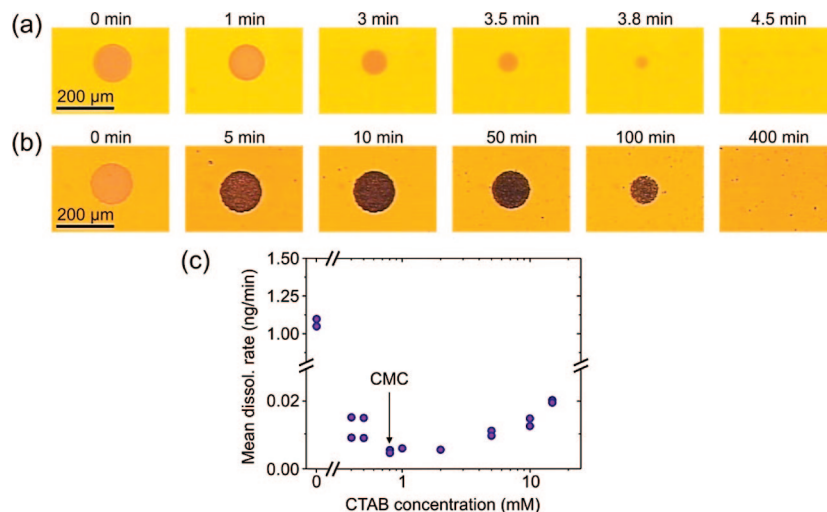 (a)
0 min 1 min 3 min 3.5 min 3.8 min 4.5 min
200 µm
(b)
0 min 5 min 10 min 50 min 100 min 400 min
200 µm
(c)
Mean dissol. rate (ng/min)
1.50
1.25
1.00
0.02
0.01
0.00
CMC
0 1 10
CTAB concentration (mM)